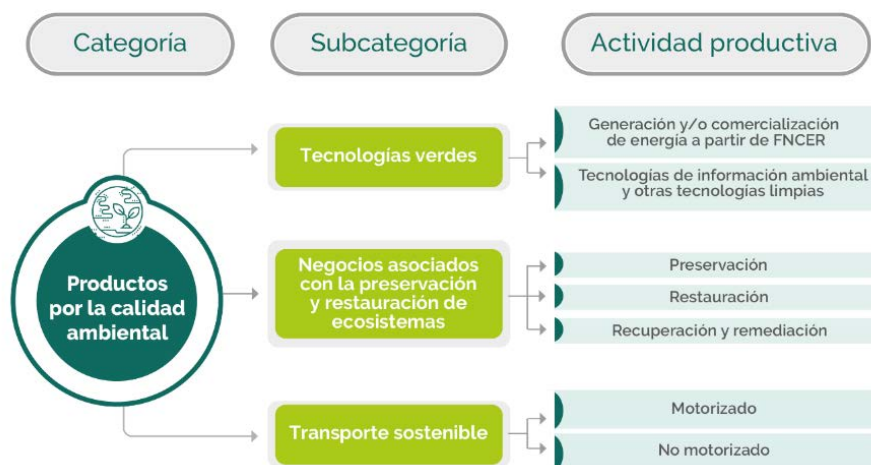 Categoría
Subcategoría
Actividad productiva
Productos
por la calidad
ambiental
Tecnologías verdes
Generación y/o comercialización
de energía a partir de FNCER
Tecnologías de información ambiental
y otras tecnologías limpias
Negocios asociados
con la preservación
y restauración de
ecosistemas
Preservación
Restauración
Recuperación y remediación
Transporte sostenible
Motorizado
No motorizado